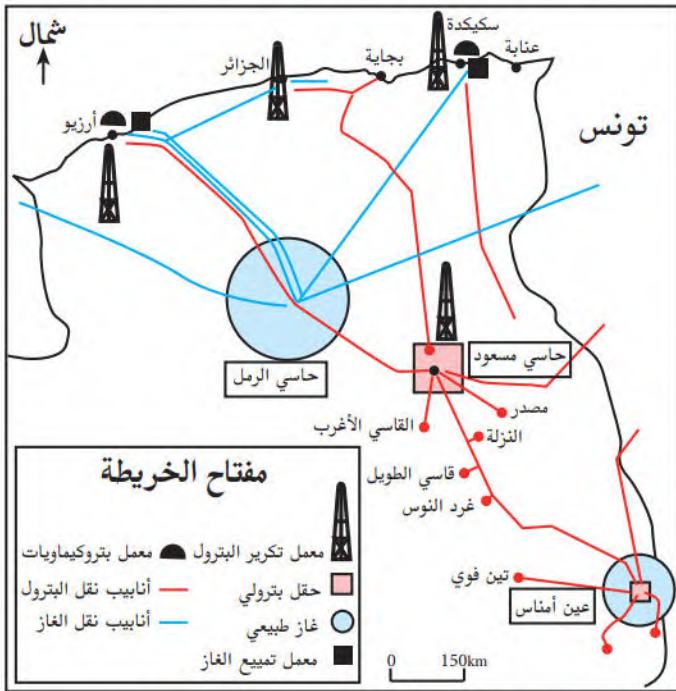 شمال
سكيكدة
عنابة
بجاية
الجزائر
أرزيو
تونس
حاسي مسعود
حاسي الرمل
مصدر
القاسي الأغرب
النزلة
قاسي الطويل
غرد النوس
تين فوي
عين أمناس
مفتاح الخريطة
معمل تكرير البترول
معمل بتروكيماويات
حقل بترولي
أنابيب نقل البترول
غاز طبيعي
أنابيب نقل الغاز
معمل تمييع الغاز
0 150km